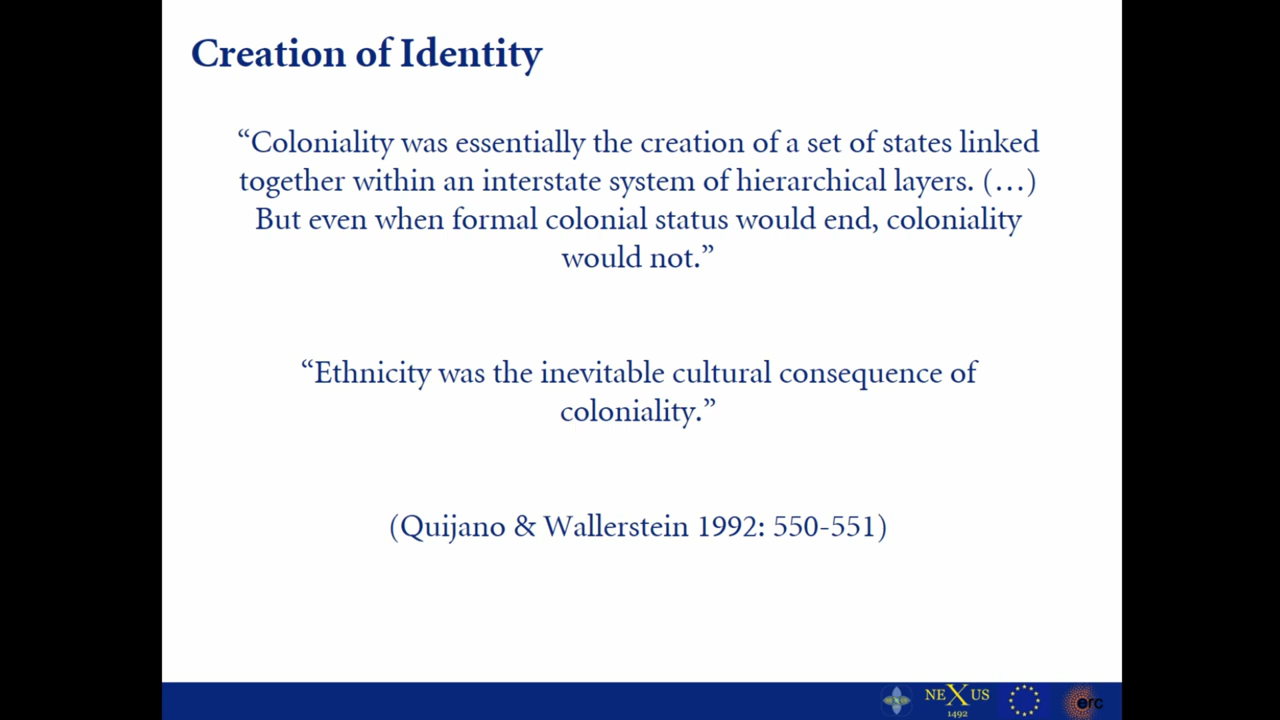 Creation of Identity
“Coloniality was essentially the creation of a set of states linked
together within an interstate system of hierarchical layers. (…)
But even when formal colonial status would end, coloniality
would not.”
“Ethnicity was the inevitable cultural consequence of
coloniality.”
(Quijano & Wallerstein 1992: 550-551)
NEXUS
1492
erc